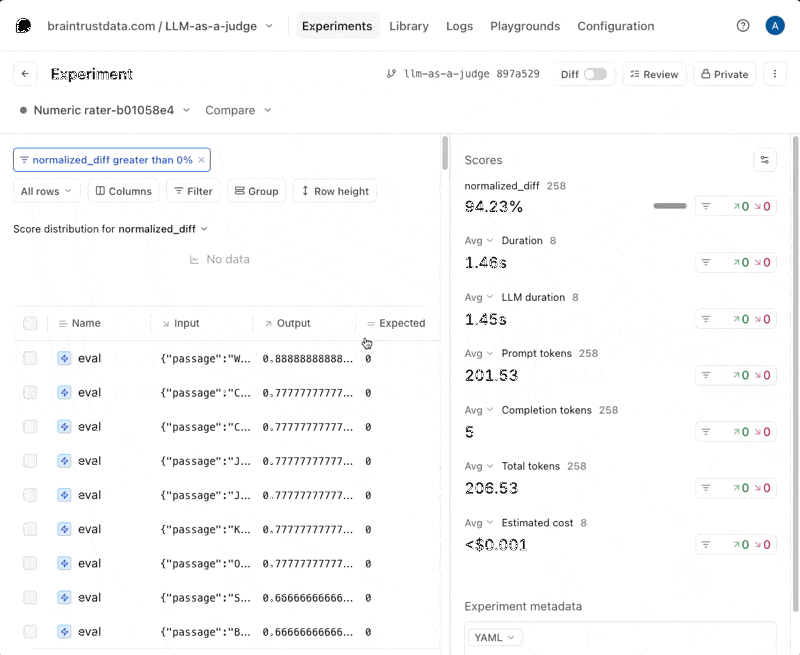 braintrustdata.com / LLM-as-a-judge Experiments Library Logs Playgrounds Configuration A
Experiment llm-as-a-judge 897a529 Diff Review Private
Numeric rater-b01058e4 Compare
normalized_diff greater than 0%
All rows Columns Filter Group Row height
Score distribution for normalized_diff
No data
Name Input Output Expected
eval {"passage":"W... 0.88888888888... 0
eval {"passage":"C... 0.77777777777... 0
eval {"passage":"C... 0.77777777777... 0
eval {"passage":"J... 0.77777777777... 0
eval {"passage":"J... 0.77777777777... 0
eval {"passage":"K... 0.77777777777... 0
eval {"passage":"O... 0.77777777777... 0
eval {"passage":"S... 0.66666666666... 0
eval {"passage":"B... 0.66666666666... 0
Scores
normalized_diff 258
94.23% 0 0
Avg Duration 8
1.46s 0 0
Avg LLM duration 8
1.45s 0 0
Avg Prompt tokens 258
201.53 0 0
Avg Completion tokens 258
5 0 0
Avg Total tokens 258
206.53 0 0
Avg Estimated cost 8
<$0.001 0 0
Experiment metadata
YAML